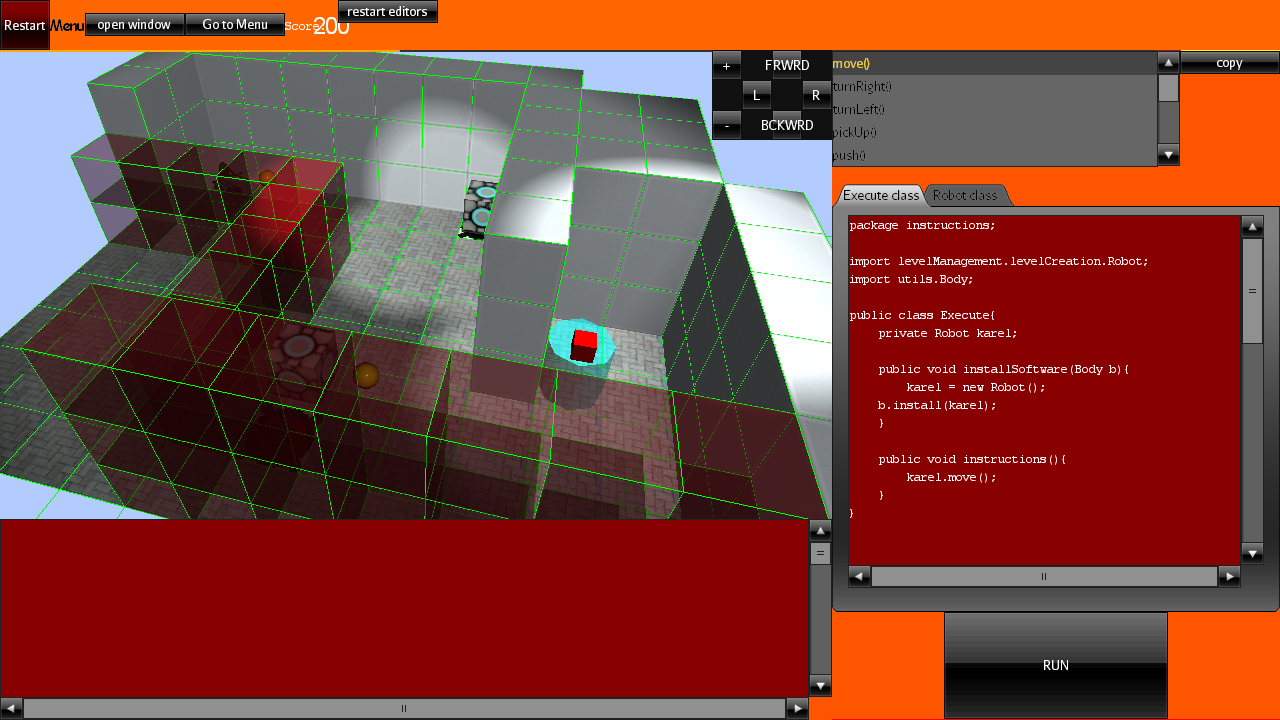 restart editors
Restart
Menu
open window
Go to Menu
Score:
200
+
FRWRD
L
R
-
BCKWRD
move()
turnRight()
turnLeft()
pickUp()
push()
copy
Execute class
Robot class
package instructions;
import levelManagement.levelCreation.Robot;
import utils.Body;
public class Execute{
private Robot karel;
public void installSoftware(Body b){
karel = new Robot();
b.install(karel);
}
public void instructions(){
karel.move();
}
}
RUN